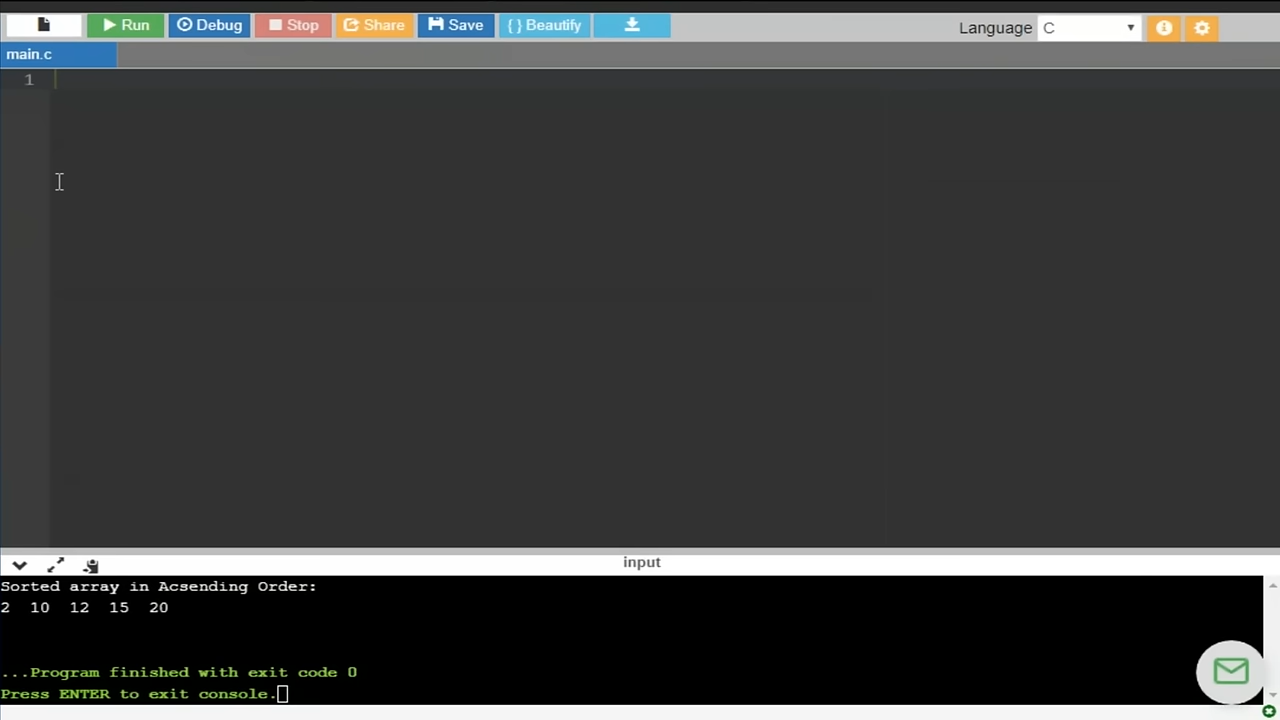 Run Debug Stop Share Save { } Beautify Language C
main.c
1
input
Sorted array in Acsending Order:
2 10 12 15 20
...Program finished with exit code 0
Press ENTER to exit console.